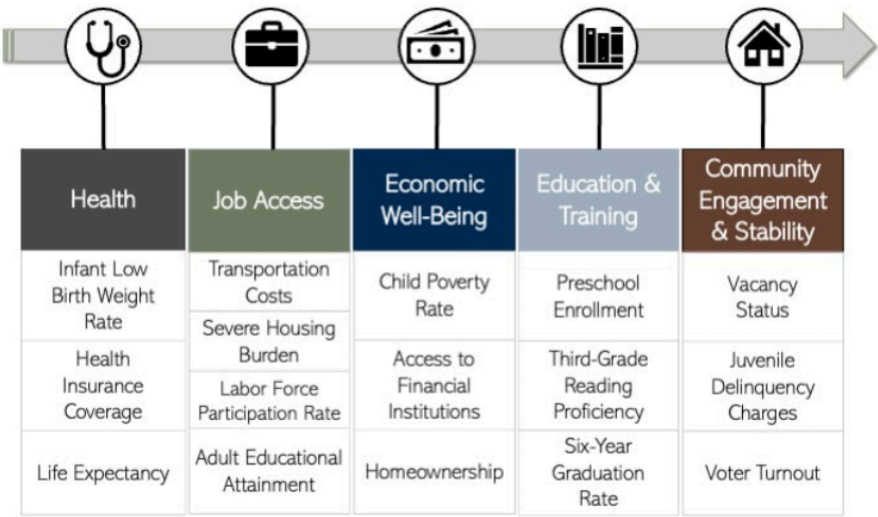 Health
Infant Low
Birth Weight
Rate
Health
Insurance
Coverage
Life Expectancy
Job Access
Transportation
Costs
Severe Housing
Burden
Labor Force
Participation Rate
Adult Educational
Attainment
Economic
Well-Being
Child Poverty
Rate
Access to
Financial
Institutions
Homeownership
Education &
Training
Preschool
Enrollment
Third-Grade
Reading
Proficiency
Six-Year
Graduation
Rate
Community
Engagement
& Stability
Vacancy
Status
Juvenile
Delinquency
Charges
Voter Turnout